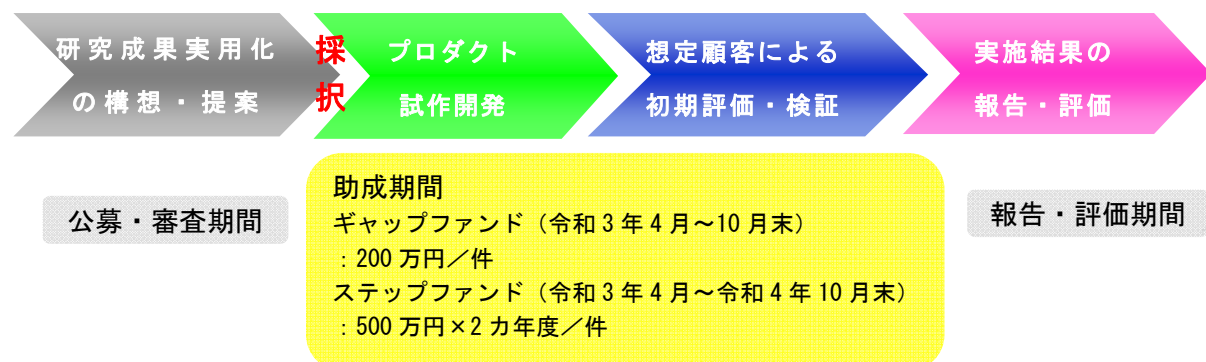 研究成果実用化
の構想・提案
採
択
プロダクト
試作開発
想定顧客による
初期評価・検証
実施結果の
報告・評価
公募・審査期間
助成期間
ギャップファンド（令和3年4月～10月末）
：200万円／件
ステップファンド（令和3年4月～令和4年10月末）
：500万円×2カ年度／件
報告・評価期間